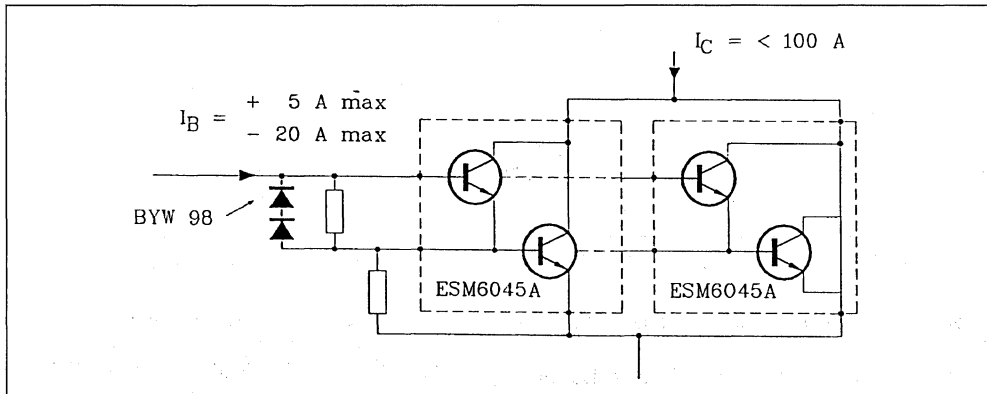 I_C = < 100 A
I_B = + 5 A max
- 20 A max
BYW 98
ESM6045A
ESM6045A